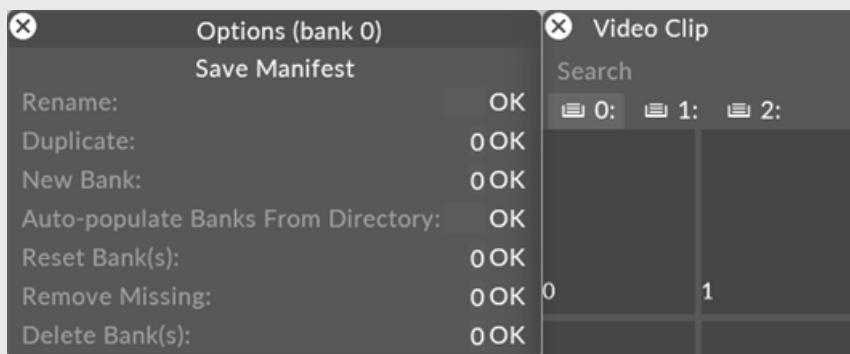 Options (bank 0)
Save Manifest
Rename: OK
Duplicate: 0 OK
New Bank: 0 OK
Auto-populate Banks From Directory: OK
Reset Bank(s): 0 OK
Remove Missing: 0 OK
Delete Bank(s): 0 OK
Video Clip
Search
0: 1: 2:
0 1